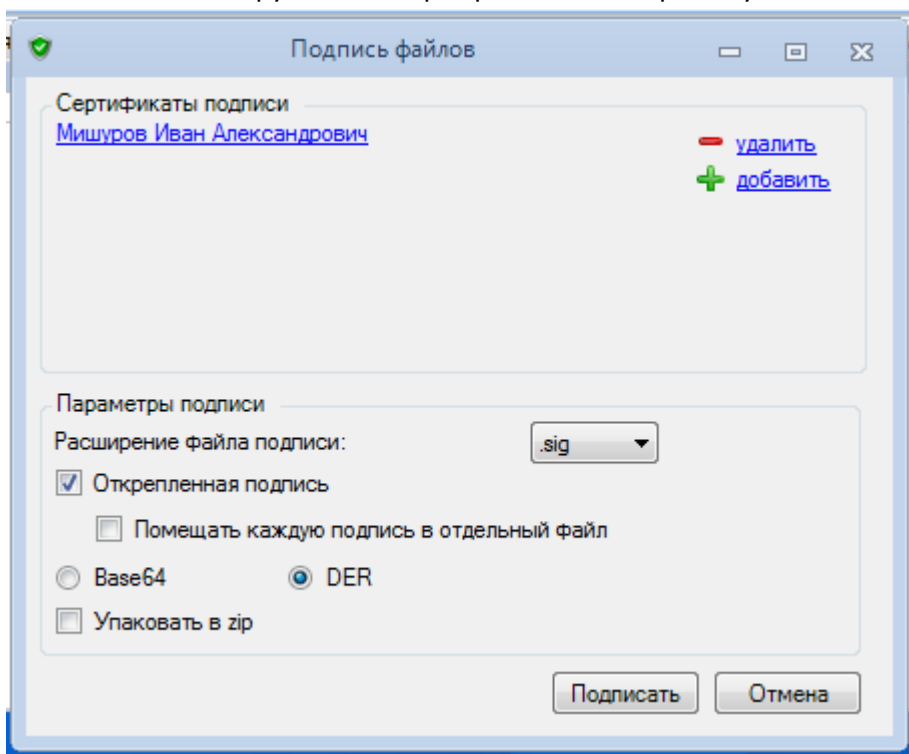 Подпись файлов
Сертификаты подписи
Мишуров Иван Александрович
удалить
добавить
Параметры подписи
Расширение файла подписи: .sig
Открепленная подпись
Помещать каждую подпись в отдельный файл
Base64 DER
Упаковать в zip
Подписать Отмена